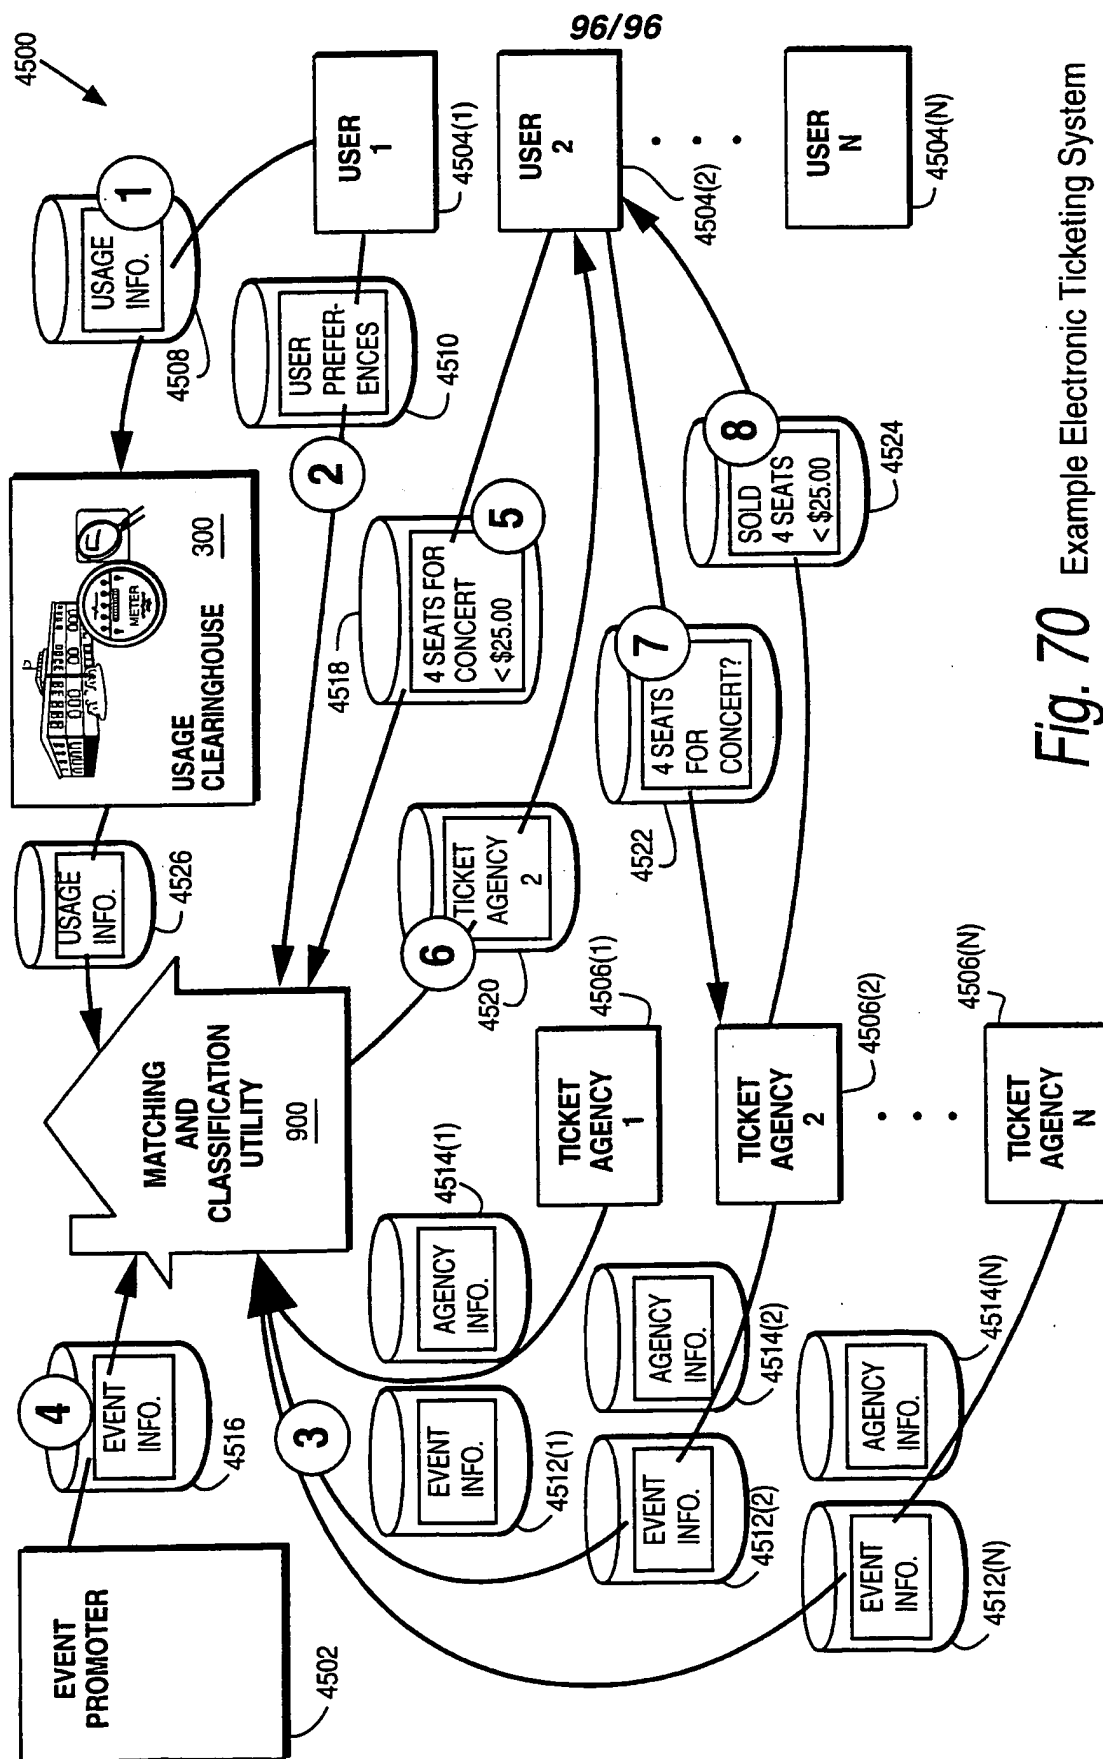 96/96
4500
EVENT
PROMOTER
4502
4
EVENT
INFO.
4516
MATCHING
AND
CLASSIFICATION
UTILITY
900
USAGE
INFO.
4526
METER
300
USAGE
CLEARINGHOUSE
1
USAGE
INFO.
4508
USER
1
4504(1)
2
USER
PREFER-
ENCES
4510
3
EVENT
INFO.
4512(1)
AGENCY
INFO.
4514(1)
TICKET
AGENCY
1
4506(1)
6
TICKET
AGENCY
2
4520
4518
4 SEATS FOR
CONCERT
< $25.00
5
USER
2
4504(2)
EVENT
INFO.
4512(2)
AGENCY
INFO.
4514(2)
TICKET
AGENCY
2
4506(2)
7
4 SEATS
FOR
CONCERT?
4522
8
SOLD
4 SEATS
< $25.00
4524
USER
N
4504(N)
EVENT
INFO.
4512(N)
AGENCY
INFO.
4514(N)
TICKET
AGENCY
N
4506(N)
Fig. 70 Example Electronic Ticketing System